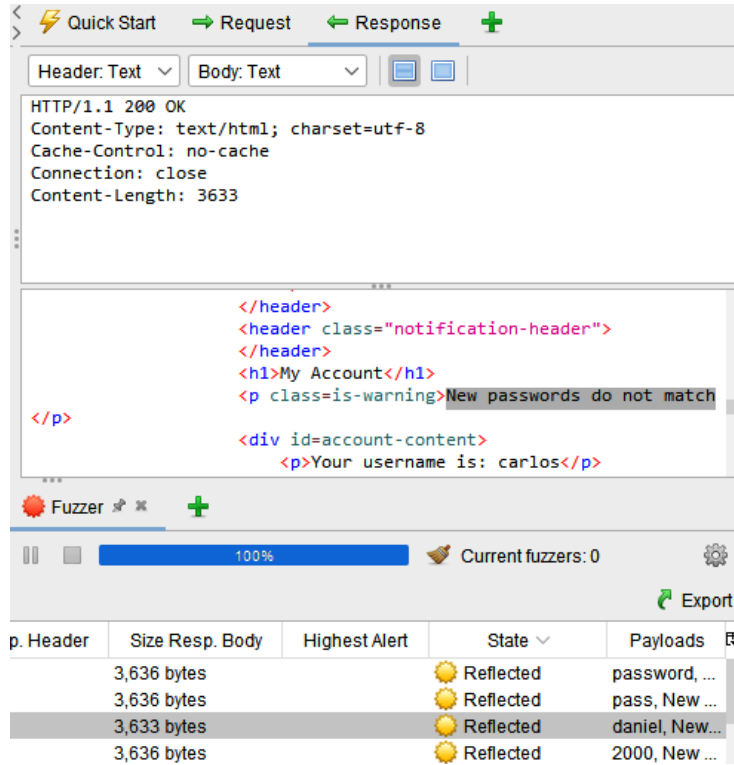 Quick Start Request Response
Header: Text Body: Text
HTTP/1.1 200 OK
Content-Type: text/html; charset=utf-8
Cache-Control: no-cache
Connection: close
Content-Length: 3633
</header>
<header class="notification-header">
</header>
<h1>My Account</h1>
<p class=is-warning>New passwords do not match
</p>
<div id=account-content>
<p>Your username is: carlos</p>
Fuzzer
100% Current fuzzers: 0
Export
p. Header Size Resp. Body Highest Alert State Payloads
3,636 bytes Reflected password, ...
3,636 bytes Reflected pass, New ...
3,633 bytes Reflected daniel, New...
3,636 bytes Reflected 2000, New ...